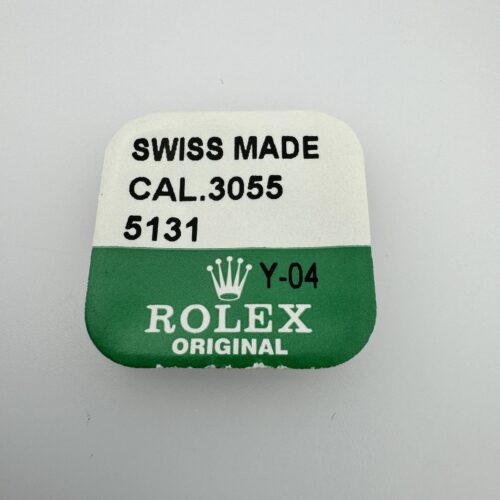 SWISS MADE
CAL.3055
5131
Y-04
ROLEX
ORIGINAL